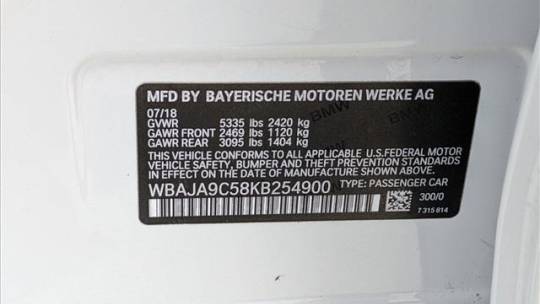 MFD BY BAYERISCHE MOTOREN WERKE AG
07/18
GVWR 5335 lbs 2420 kg
GAWR FRONT 2469 lbs 1120 kg
GAWR REAR 3095 lbs 1404 kg
THIS VEHICLE CONFORMS TO ALL APPLICABLE U.S.FEDERAL MOTOR
VEHICLE SAFETY, BUMPER AND THEFT PREVENTION STANDARDS
IN EFFECT ON THE DATE OF MANUFACTURE SHOWN ABOVE.
WBAJA9C58KB254900 TYPE: PASSENGER CAR
300/0
7 315 814
BMW
BMW